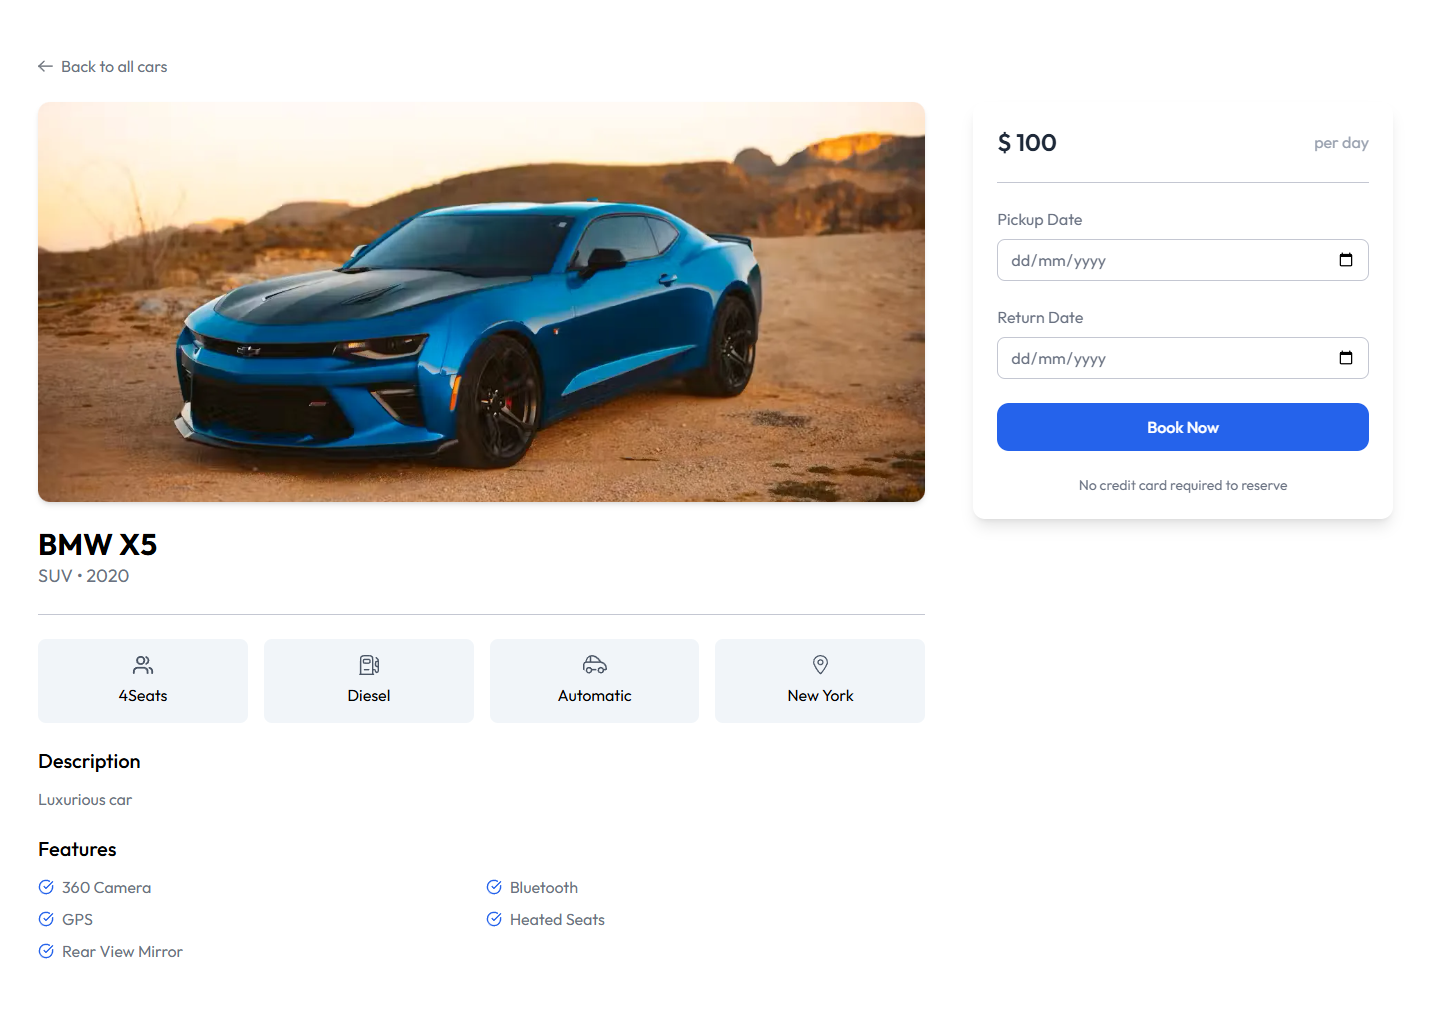 Back to all cars
$ 100
per day
Pickup Date
dd/mm/yyyy
Return Date
dd/mm/yyyy
Book Now
No credit card required to reserve
BMW X5
SUV • 2020
4Seats
Diesel
Automatic
New York
Description
Luxurious car
Features
360 Camera
Bluetooth
GPS
Heated Seats
Rear View Mirror